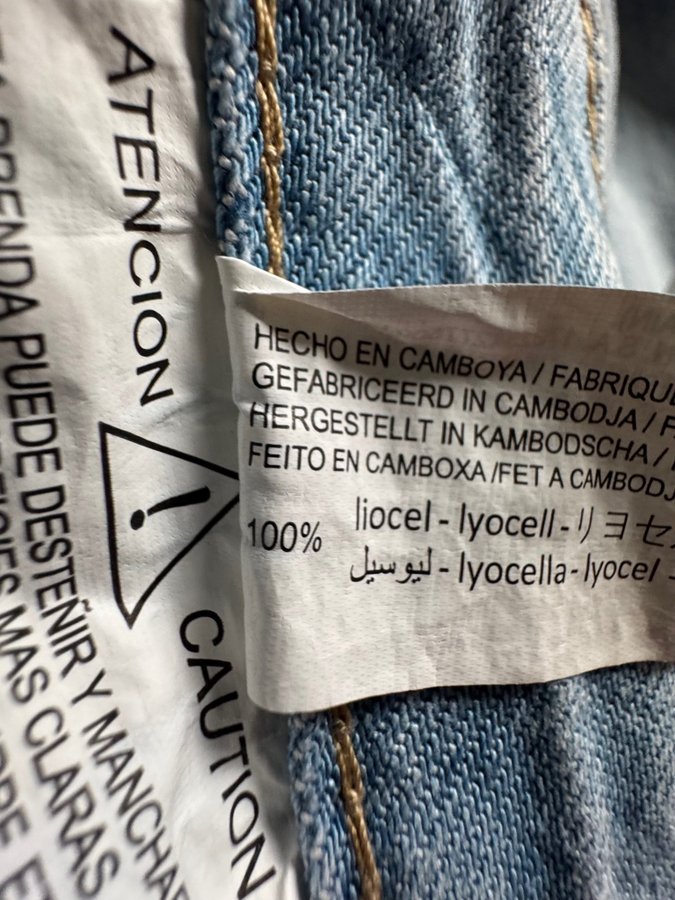 ATENCION
CAUTION
PRENDA PUEDE DESTEÑIR Y MANCHAR
MAS CLARAS
HECHO EN CAMBOYA / FABRIQUE
GEFABRICEERD IN CAMBODJA / F
HERGESTELLT IN KAMBODSCHA /
FEITO EN CAMBOXA /FET A CAMBODJ
100%
liocel - lyocell - リヨセ
ليوسيل - lyocella - lyocel -